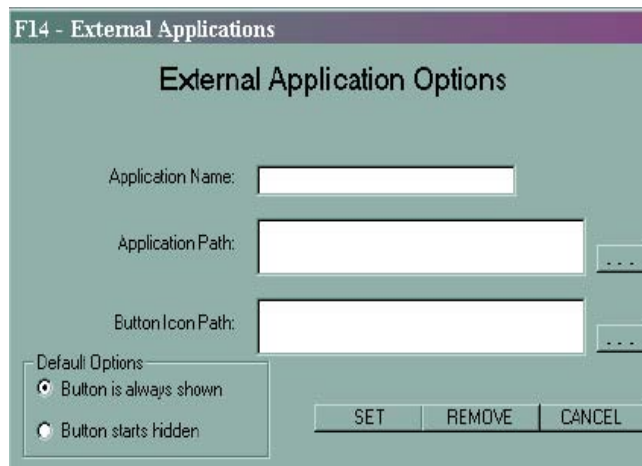 F14 - External Applications
External Application Options
Application Name:
Application Path:
...
Button Icon Path:
...
Default Options
Button is always shown
Button starts hidden
SET REMOVE CANCEL